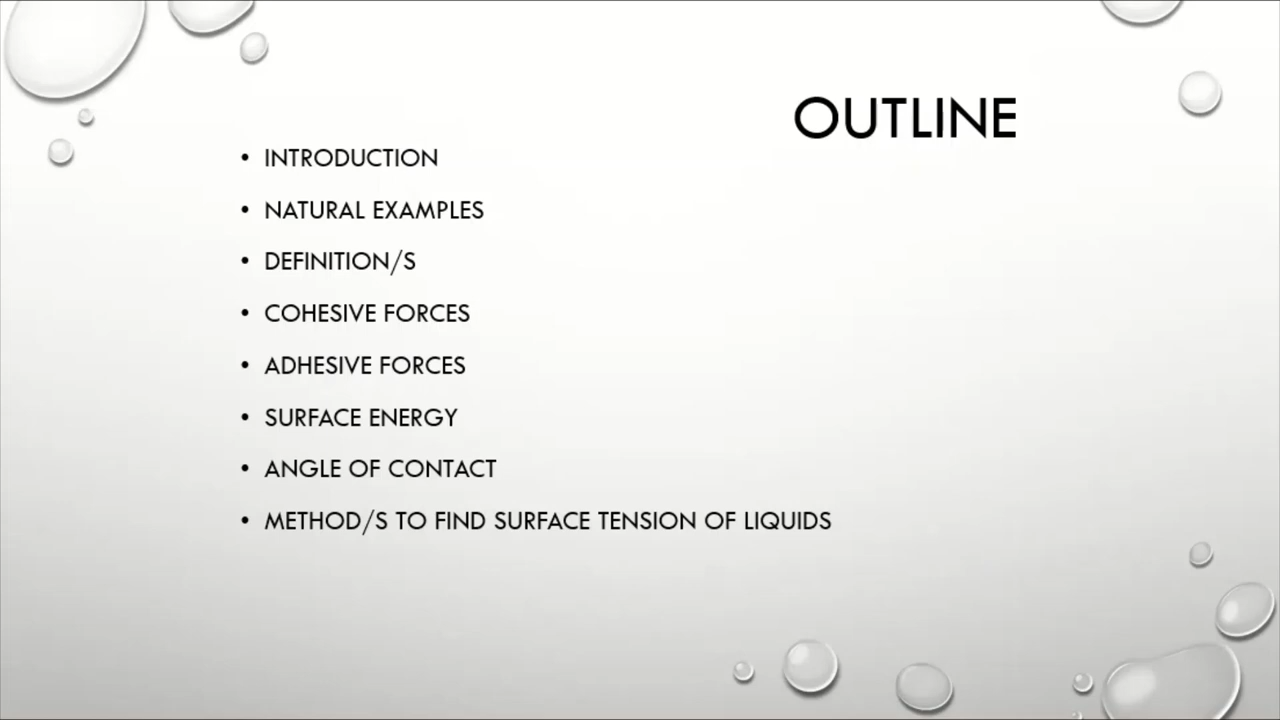 OUTLINE
• INTRODUCTION
• NATURAL EXAMPLES
• DEFINITION/S
• COHESIVE FORCES
• ADHESIVE FORCES
• SURFACE ENERGY
• ANGLE OF CONTACT
• METHOD/S TO FIND SURFACE TENSION OF LIQUIDS